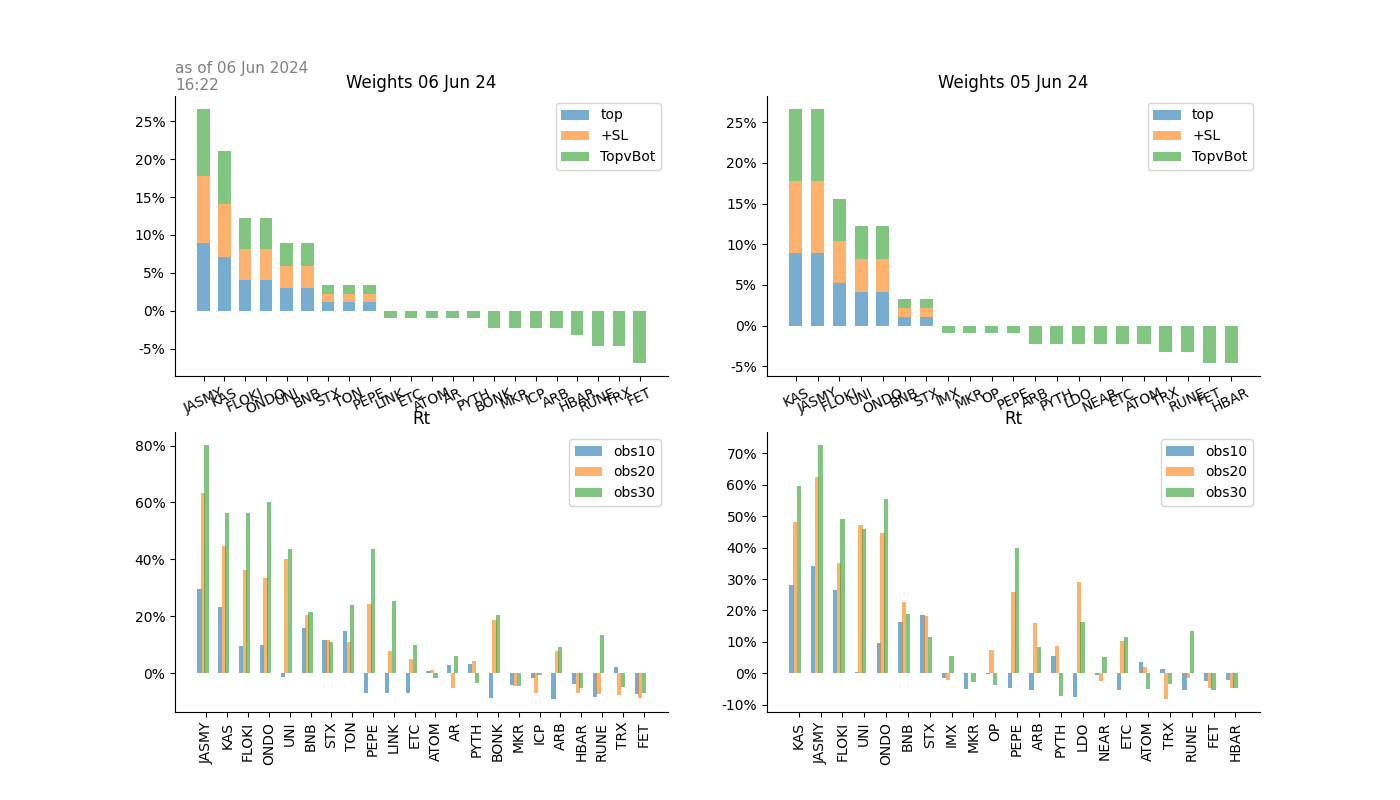 as of 06 Jun 2024
16:22
Weights 06 Jun 24
25%
20%
15%
10%
5%
0%
-5%
top
+SL
TopvBot
JASMY KAS FLOKI ONDO UNI BNB STX TON PEPE LINK ETC ATOM AR PYTH BONK MKR ICP ARB HBAR RUNE TRX FET
Weights 05 Jun 24
25%
20%
15%
10%
5%
0%
-5%
top
+SL
TopvBot
KAS JASMY FLOKI UNI ONDO BNB STX IMX MKR OP PEPE ARB PYTH LDO NEAR ETC ATOM TRX RUNE FET HBAR
Rt
80%
60%
40%
20%
0%
obs10
obs20
obs30
JASMY KAS FLOKI ONDO UNI BNB STX TON PEPE LINK ETC ATOM AR PYTH BONK MKR ICP ARB HBAR RUNE TRX FET
Rt
70%
60%
50%
40%
30%
20%
10%
0%
-10%
obs10
obs20
obs30
KAS JASMY FLOKI UNI ONDO BNB STX IMX MKR OP PEPE ARB PYTH LDO NEAR ETC ATOM TRX RUNE FET HBAR